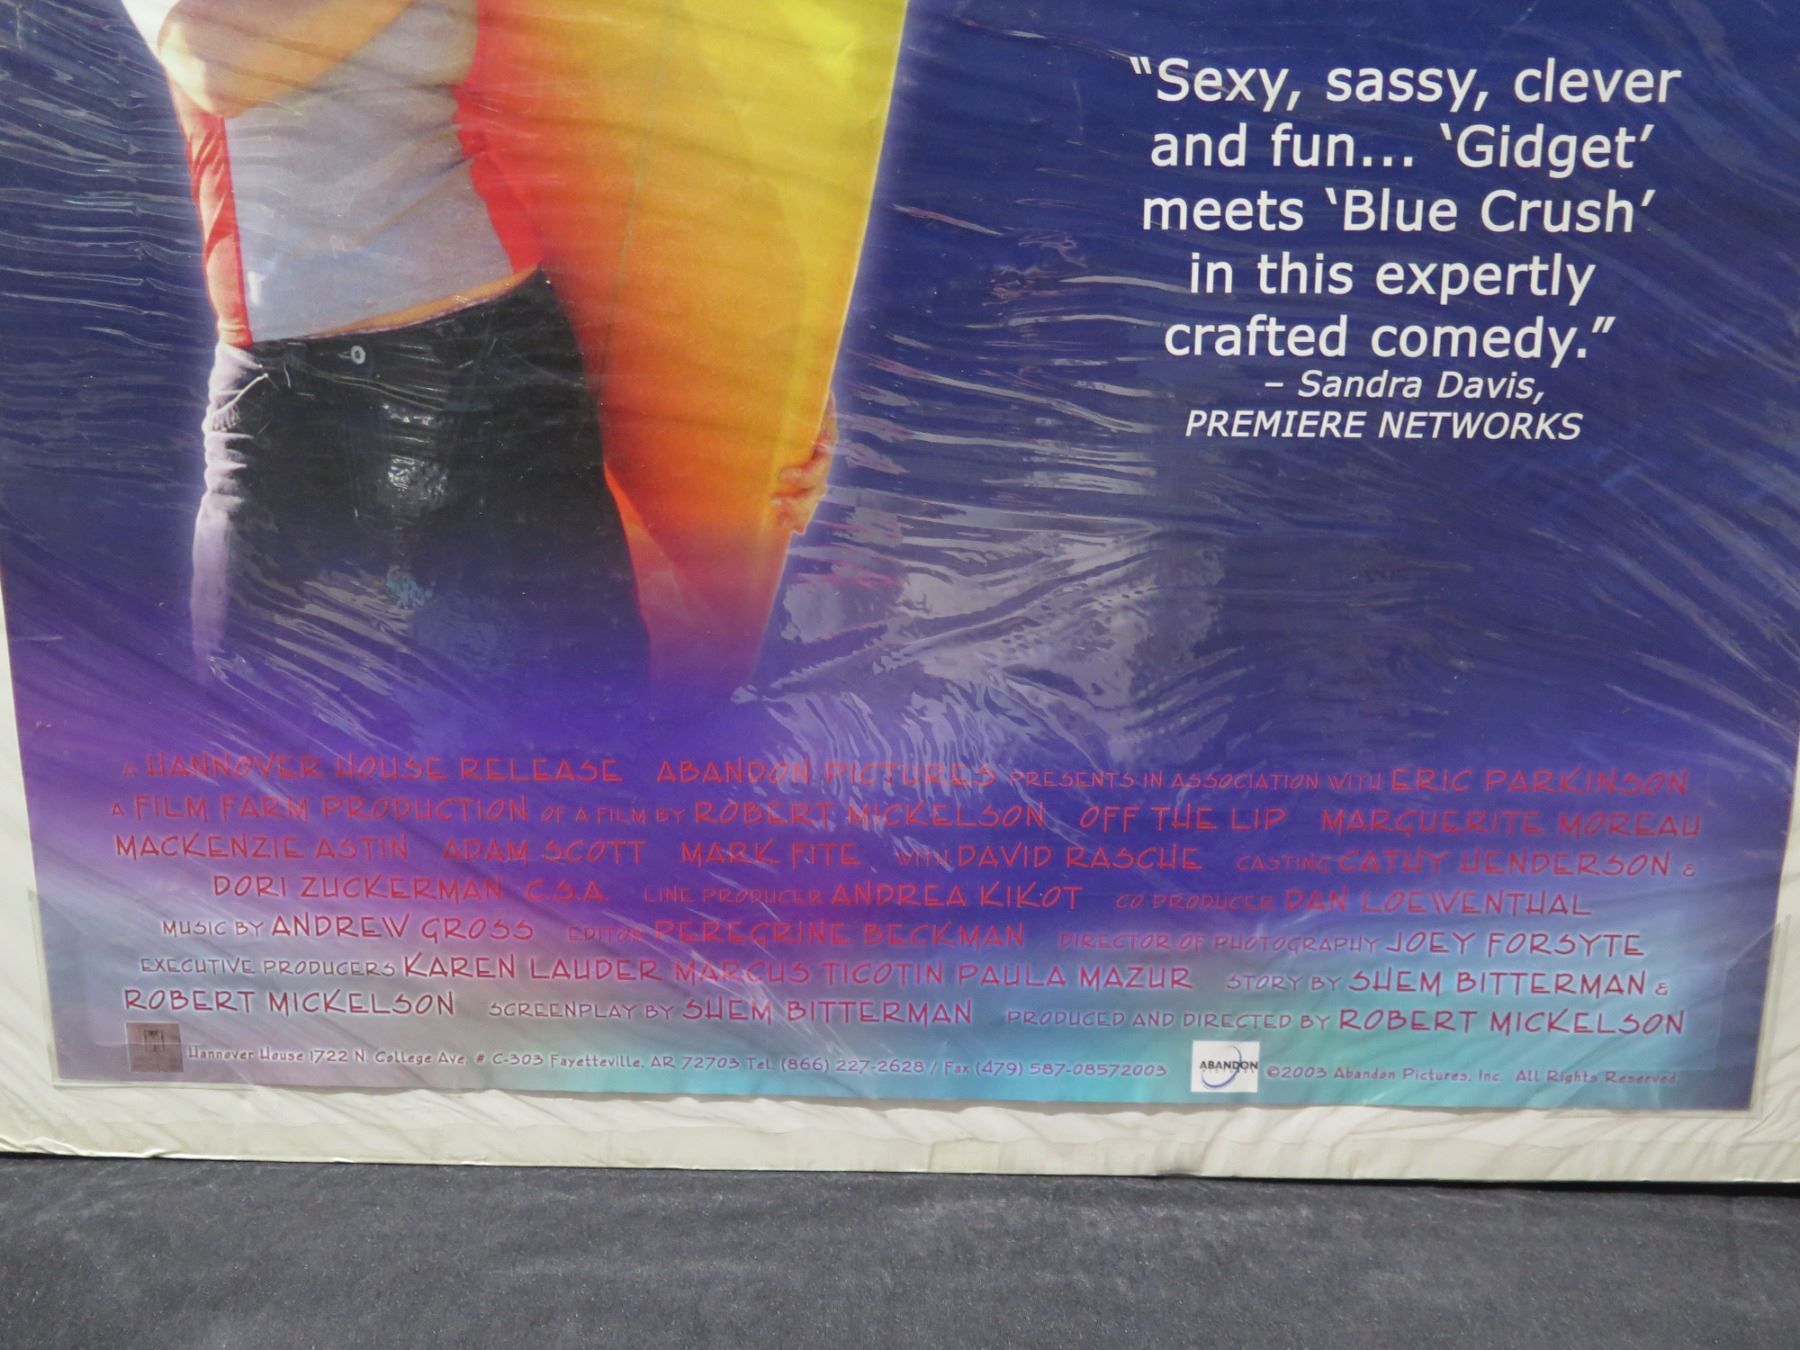 “Sexy, sassy, clever
and fun... ‘Gidget’
meets ‘Blue Crush’
in this expertly
crafted comedy.”
– Sandra Davis,
PREMIERE NETWORKS
A HANNOVER HOUSE RELEASE ABANDON PICTURES PRESENTS IN ASSOCIATION WITH ERIC PARKINSON
A FILM FARM PRODUCTION OF A FILM BY ROBERT MICKELSON OFF THE LIP MARGUERITE MOREAU
MACKENZIE ASTIN ADAM SCOTT MARK FITE WITH DAVID RASCHE CASTING CATHY HENDERSON &
DORI ZUCKERMAN C.S.A. LINE PRODUCER ANDREA KIKOT CO PRODUCER DAN LOEWENTHAL
MUSIC BY ANDREW GROSS EDITOR PEREGRINE BECKMAN DIRECTOR OF PHOTOGRAPHY JOEY FORSYTE
EXECUTIVE PRODUCERS KAREN LAUDER MARCUS TICOTIN PAULA MAZUR STORY BY SHEM BITTERMAN &
ROBERT MICKELSON SCREENPLAY BY SHEM BITTERMAN PRODUCED AND DIRECTED BY ROBERT MICKELSON
Hannover House 1722 N. College Ave. # C-303 Fayetteville, AR 72703 Tel. (866) 227-2628 / Fax (479) 587-08572003 ABANDON PICTURES ©2003 Abandon Pictures, Inc. All Rights Reserved.